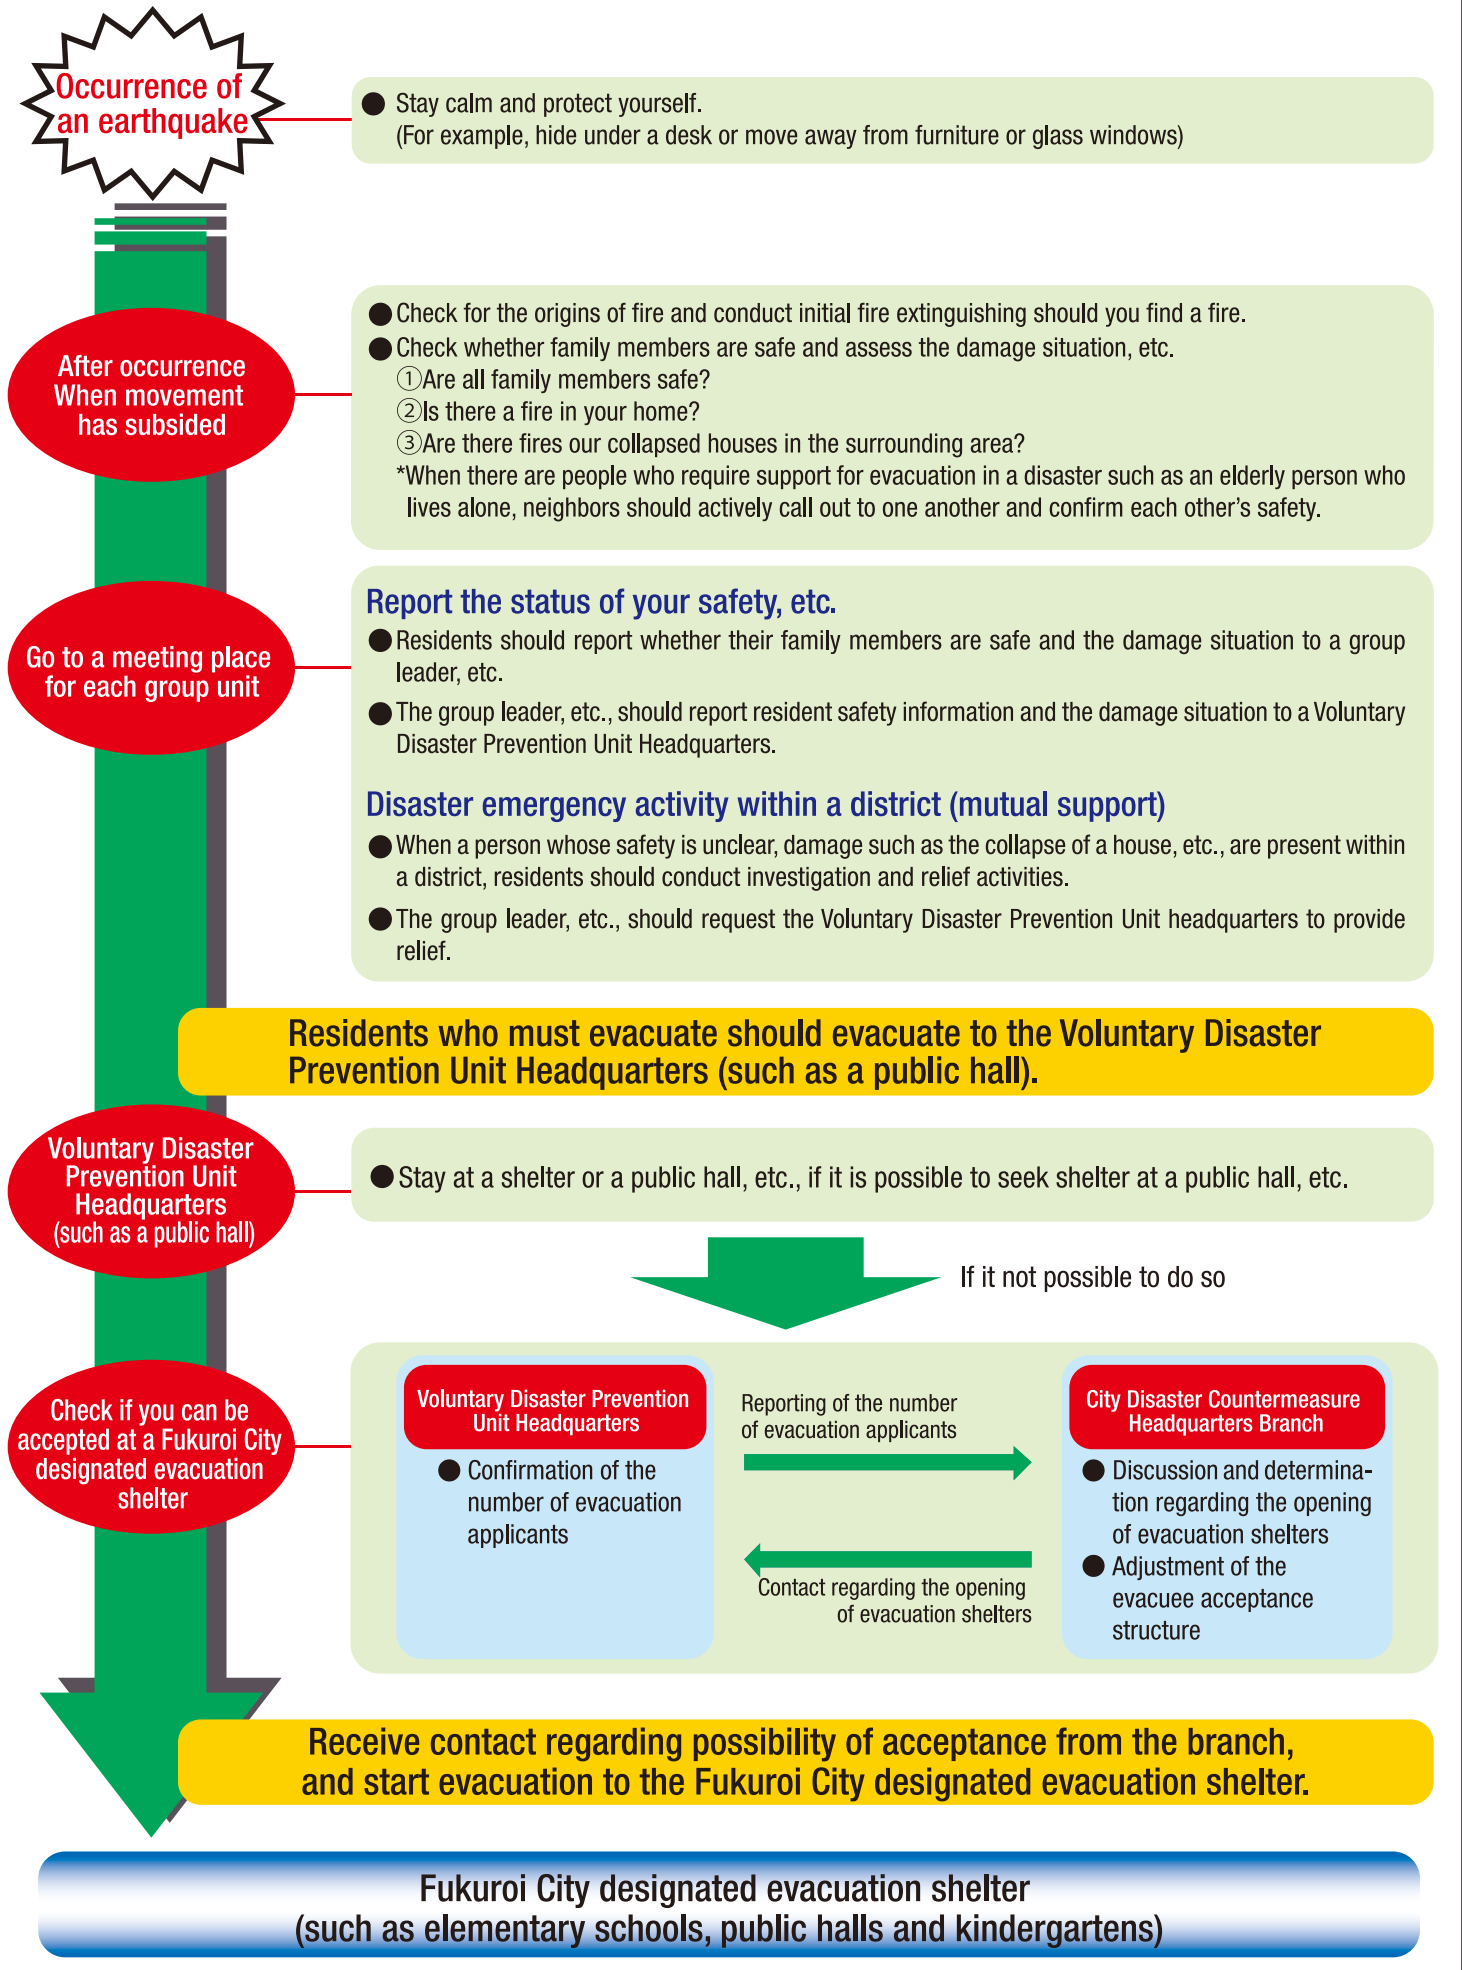 Occurrence of
an earthquake
● Stay calm and protect yourself.
(For example, hide under a desk or move away from furniture or glass windows)
After occurrence
When movement
has subsided
●Check for the origins of fire and conduct initial fire extinguishing should you find a fire.
●Check whether family members are safe and assess the damage situation, etc.
①Are all family members safe?
②Is there a fire in your home?
③Are there fires our collapsed houses in the surrounding area?
*When there are people who require support for evacuation in a disaster such as an elderly person who
lives alone, neighbors should actively call out to one another and confirm each other's safety.
Go to a meeting place
for each group unit
Report the status of your safety, etc.
●Residents should report whether their family members are safe and the damage situation to a group
leader, etc.
●The group leader, etc., should report resident safety information and the damage situation to a Voluntary
Disaster Prevention Unit Headquarters.
Disaster emergency activity within a district (mutual support)
●When a person whose safety is unclear, damage such as the collapse of a house, etc., are present within
a district, residents should conduct investigation and relief activities.
●The group leader, etc., should request the Voluntary Disaster Prevention Unit headquarters to provide
relief.
Residents who must evacuate should evacuate to the Voluntary Disaster
Prevention Unit Headquarters (such as a public hall).
Voluntary Disaster
Prevention Unit
Headquarters
(such as a public hall)
●Stay at a shelter or a public hall, etc., if it is possible to seek shelter at a public hall, etc.
If it not possible to do so
Check if you can be
accepted at a Fukuroi City
designated evacuation
shelter
Voluntary Disaster Prevention
Unit Headquarters
● Confirmation of the
number of evacuation
applicants
Reporting of the number
of evacuation applicants
Contact regarding the opening
of evacuation shelters
City Disaster Countermeasure
Headquarters Branch
● Discussion and determina-
tion regarding the opening
of evacuation shelters
● Adjustment of the
evacuee acceptance
structure
Receive contact regarding possibility of acceptance from the branch,
and start evacuation to the Fukuroi City designated evacuation shelter.
Fukuroi City designated evacuation shelter
(such as elementary schools, public halls and kindergartens)